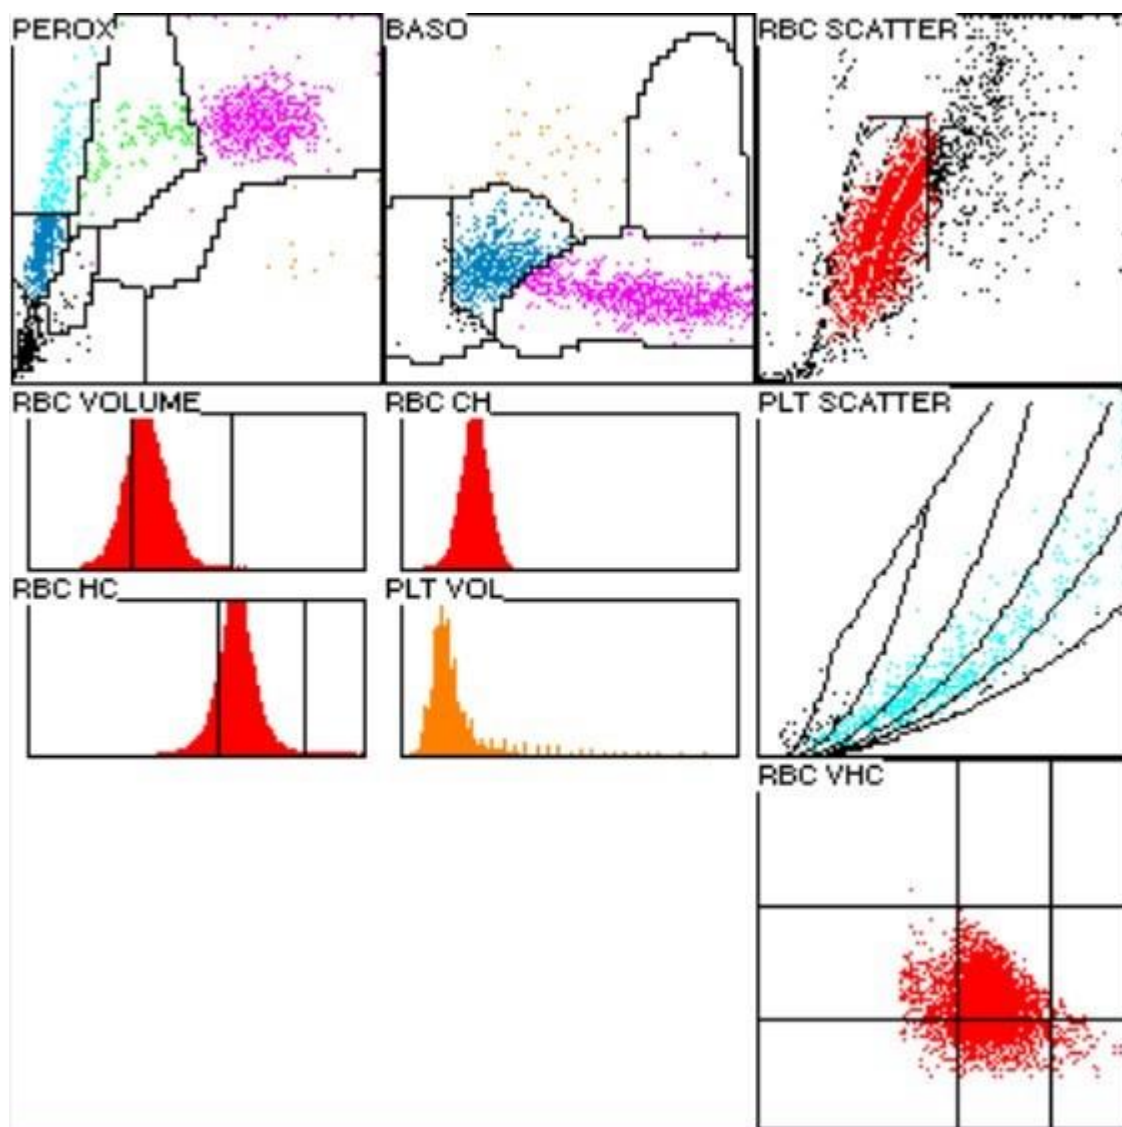 PEROX
BASO
RBC SCATTER
RBC VOLUME
RBC CH
PLT SCATTER
RBC HC
PLT VOL
RBC VHC